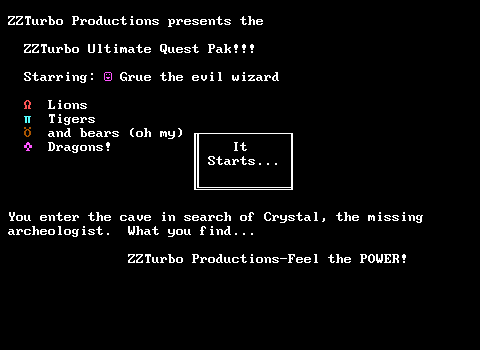 ZZTurbo Productions presents the
ZZTurbo Ultimate Quest Pak!!!
Starring: ☺ Grue the evil wizard
Ω Lions
π Tigers
ö and bears (oh my)
♣ Dragons!
It
Starts...
You enter the cave in search of Crystal, the missing
archeologist.  What you find...
ZZTurbo Productions-Feel the POWER!